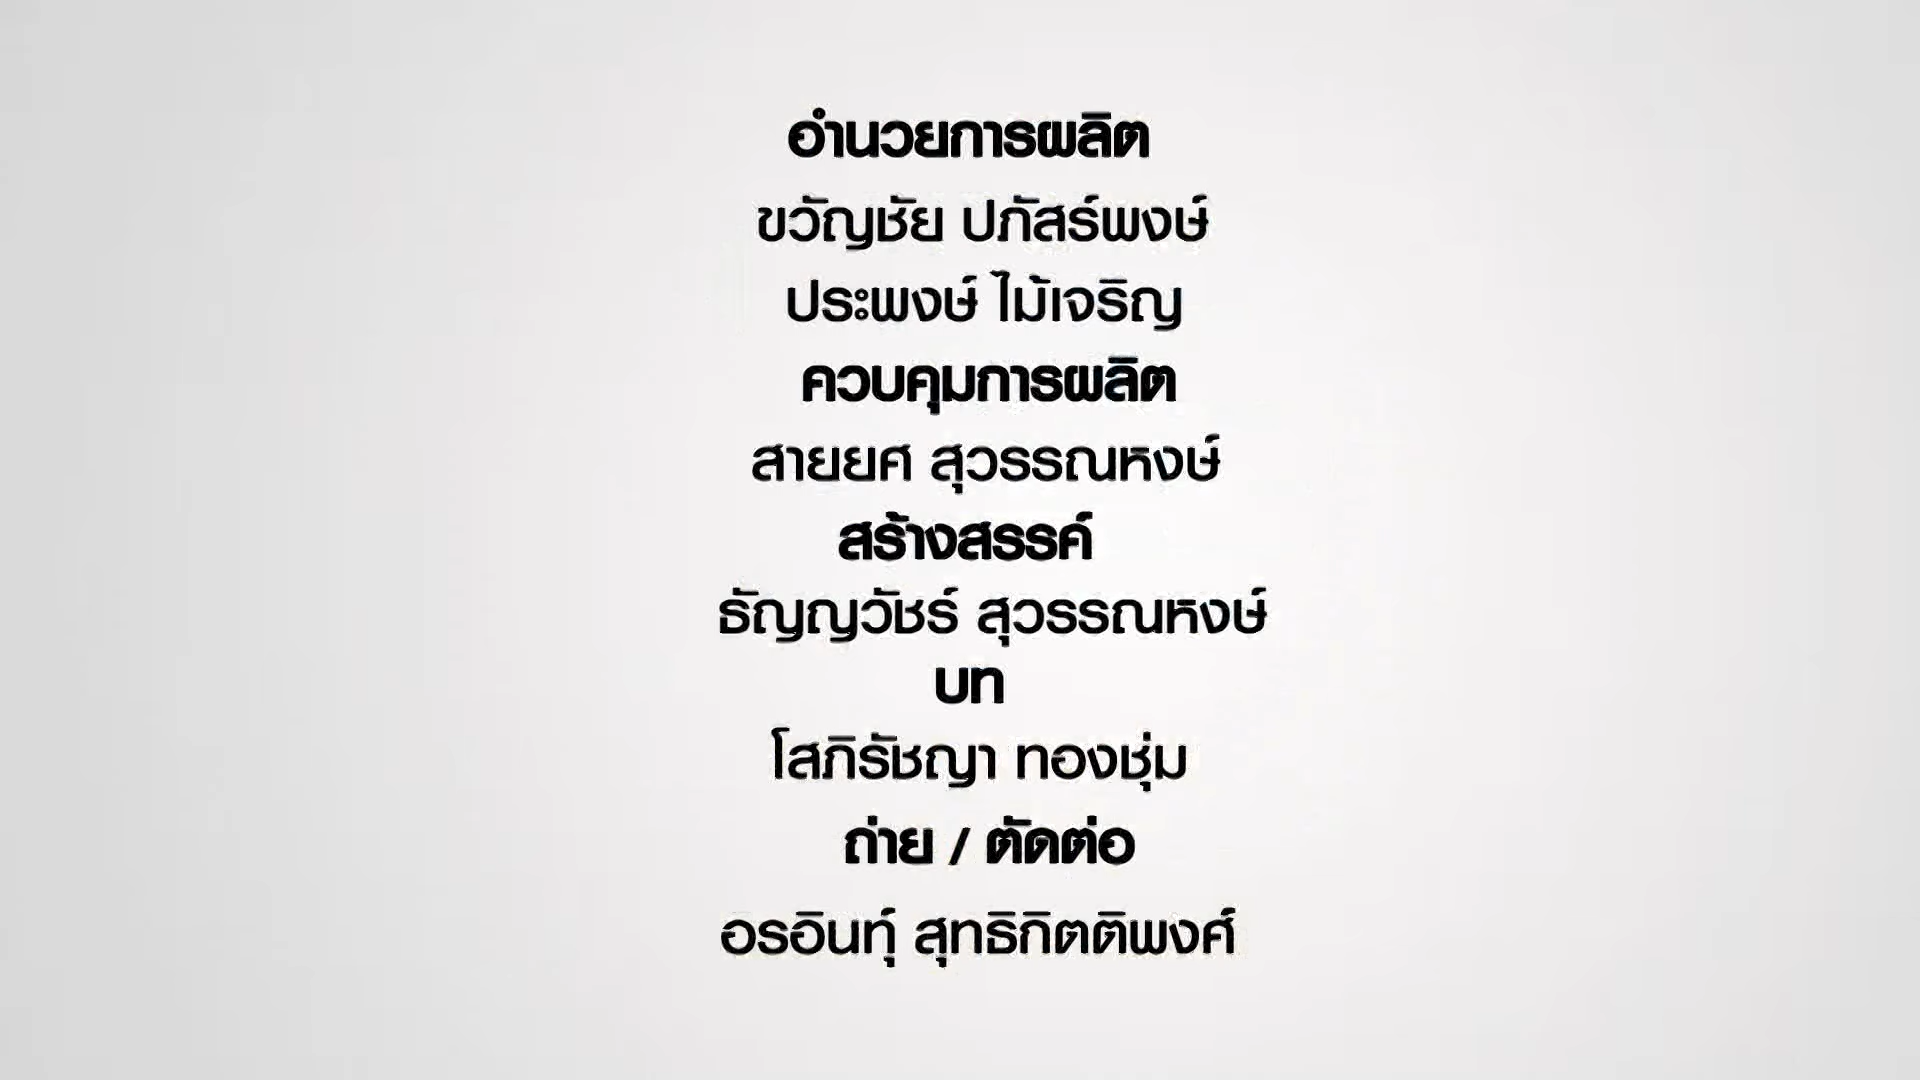 อำนวยการผลิต
ขวัญชัย ปภัสร์พงษ์
ประพงษ์ ไม้เจริญ
ควบคุมการผลิต
สายยศ สุวรรณหงษ์
สร้างสรรค์
ธัญญวัชร์ สุวรรณหงษ์
บท
โสภิรัชญา ทองชุ่ม
ถ่าย / ตัดต่อ
อรอินทุ์ สุทธิกิตติพงศ์